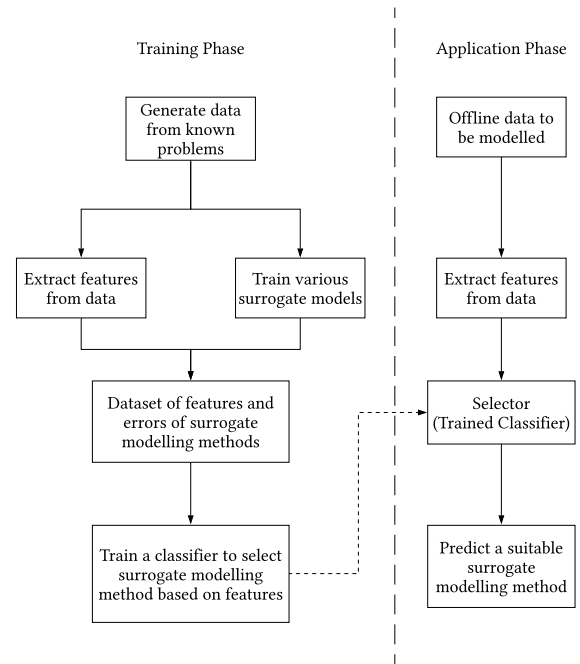 Training Phase
Generate data
from known
problems
Extract features
from data
Train various
surrogate models
Dataset of features and
errors of surrogate
modelling methods
Train a classifier to select
surrogate modelling
method based on features
Application Phase
Offline data to
be modelled
Extract features
from data
Selector
(Trained Classifier)
Predict a suitable
surrogate
modelling method